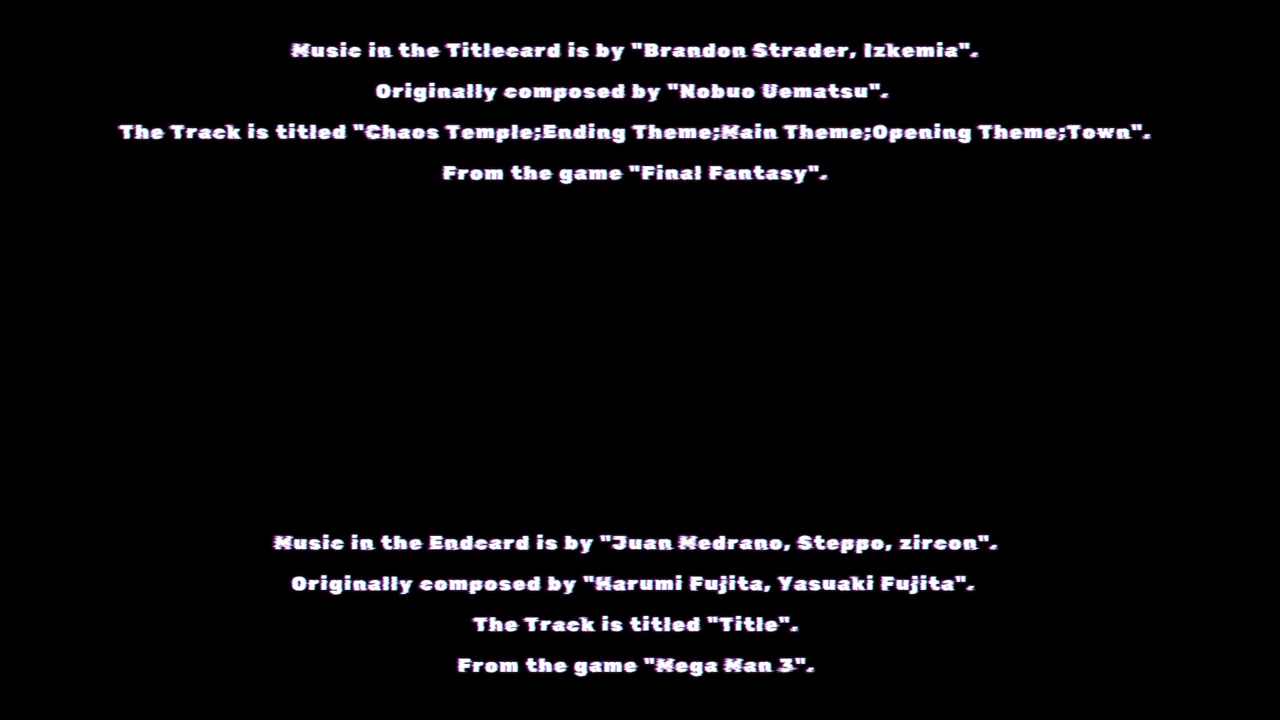 Music in the Titlecard is by "Brandon Strader, Izkemia".
Originally composed by "Nobuo Uematsu".
The Track is titled "Chaos Temple;Ending Theme;Main Theme;Opening Theme;Town".
From the game "Final Fantasy".
Music in the Endcard is by "Juan Medrano, Steppo, zircon".
Originally composed by "Harumi Fujita, Yasuaki Fujita".
The Track is titled "Title".
From the game "Mega Man 3".